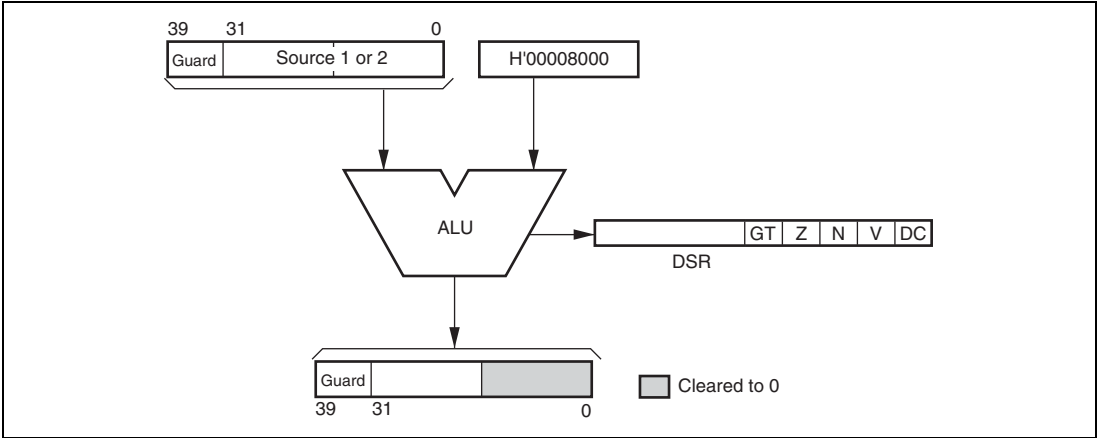 39 31 0
Guard Source 1 or 2 H'00008000
ALU
GT Z N V DC
DSR
Guard
39 31 0
Cleared to 0